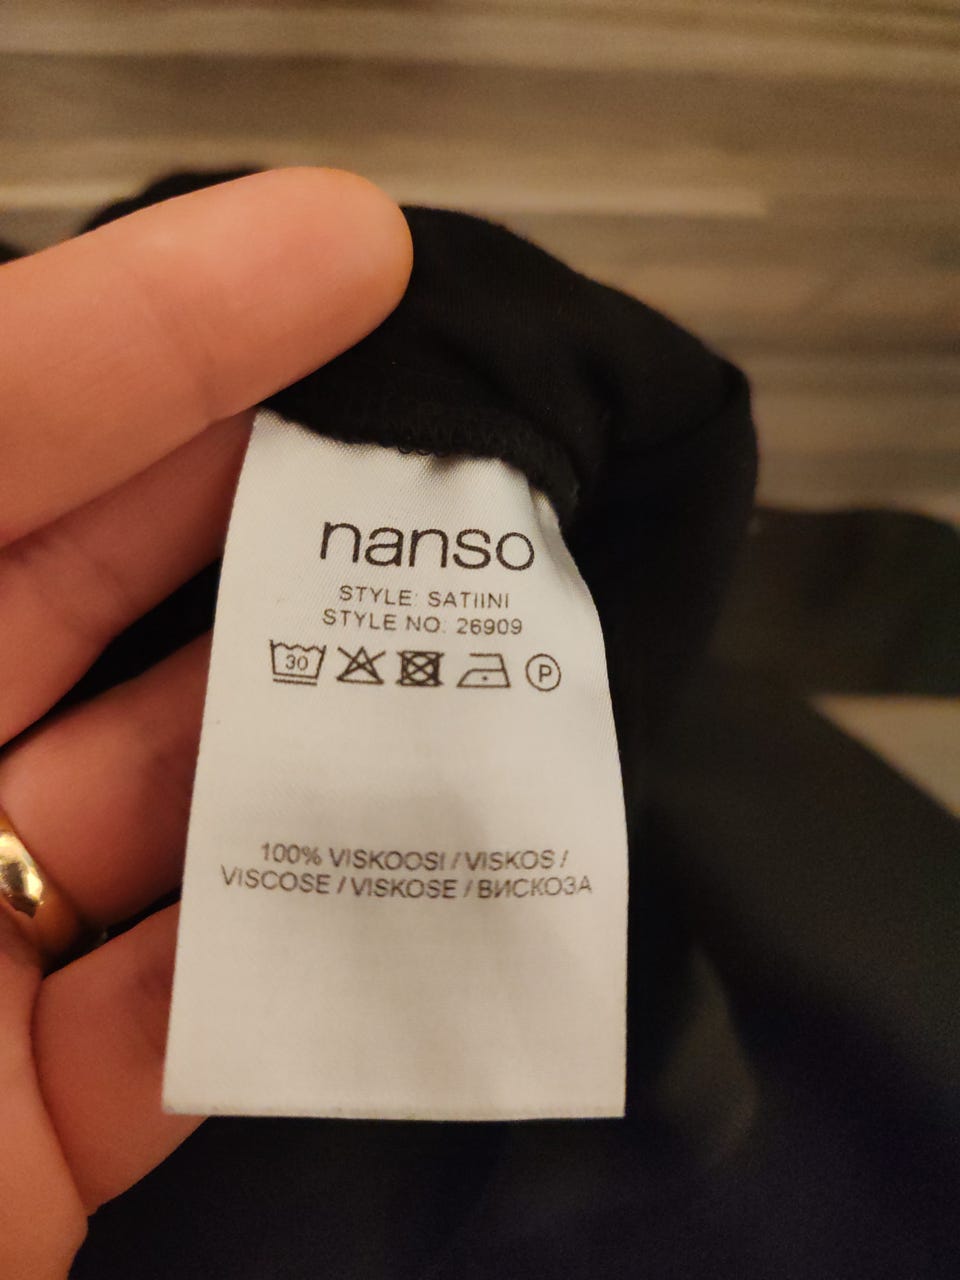 nanso
STYLE: SATIINI
STYLE NO: 26909
30 P
100% VISKOOSI / VISKOS /
VISCOSE / VISKOSE / ВИСКОЗА